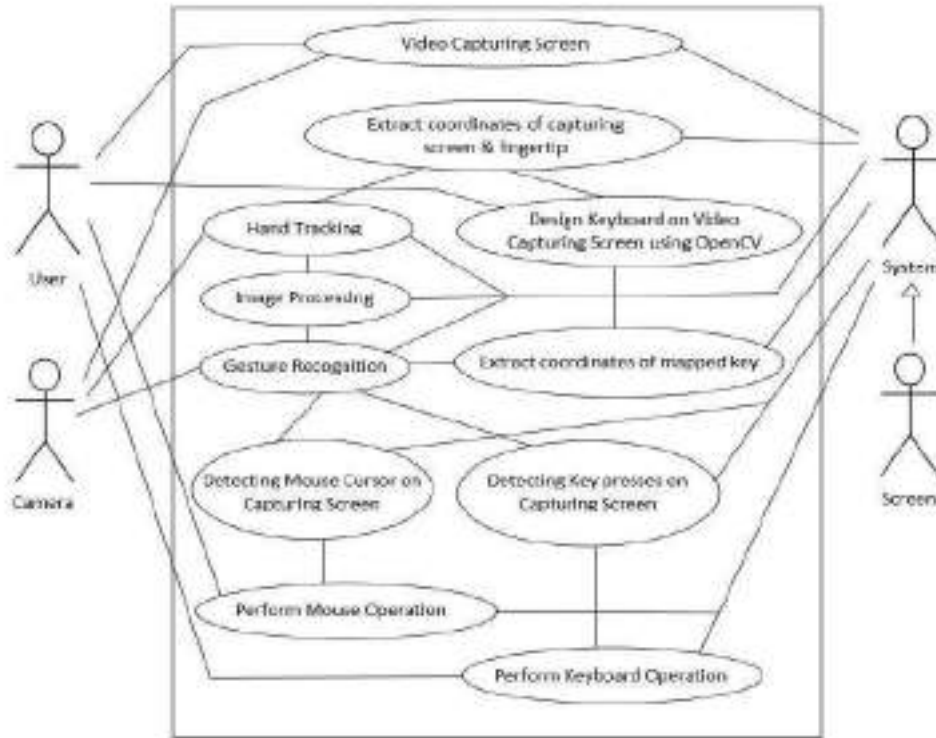 Video Capturing Screen
Extract coordinates of capturing
screen & fingertip
Hand Tracking
Design Keyboard on Video
Capturing Screen using OpenCV
User
System
Image Processing
Gesture Recognition
Extract coordinates of mapped key
Detecting Mouse Cursor on
Capturing Screen
Detecting Key presses on
Capturing Screen
Camera
Screen
Perform Mouse Operation
Perform Keyboard Operation